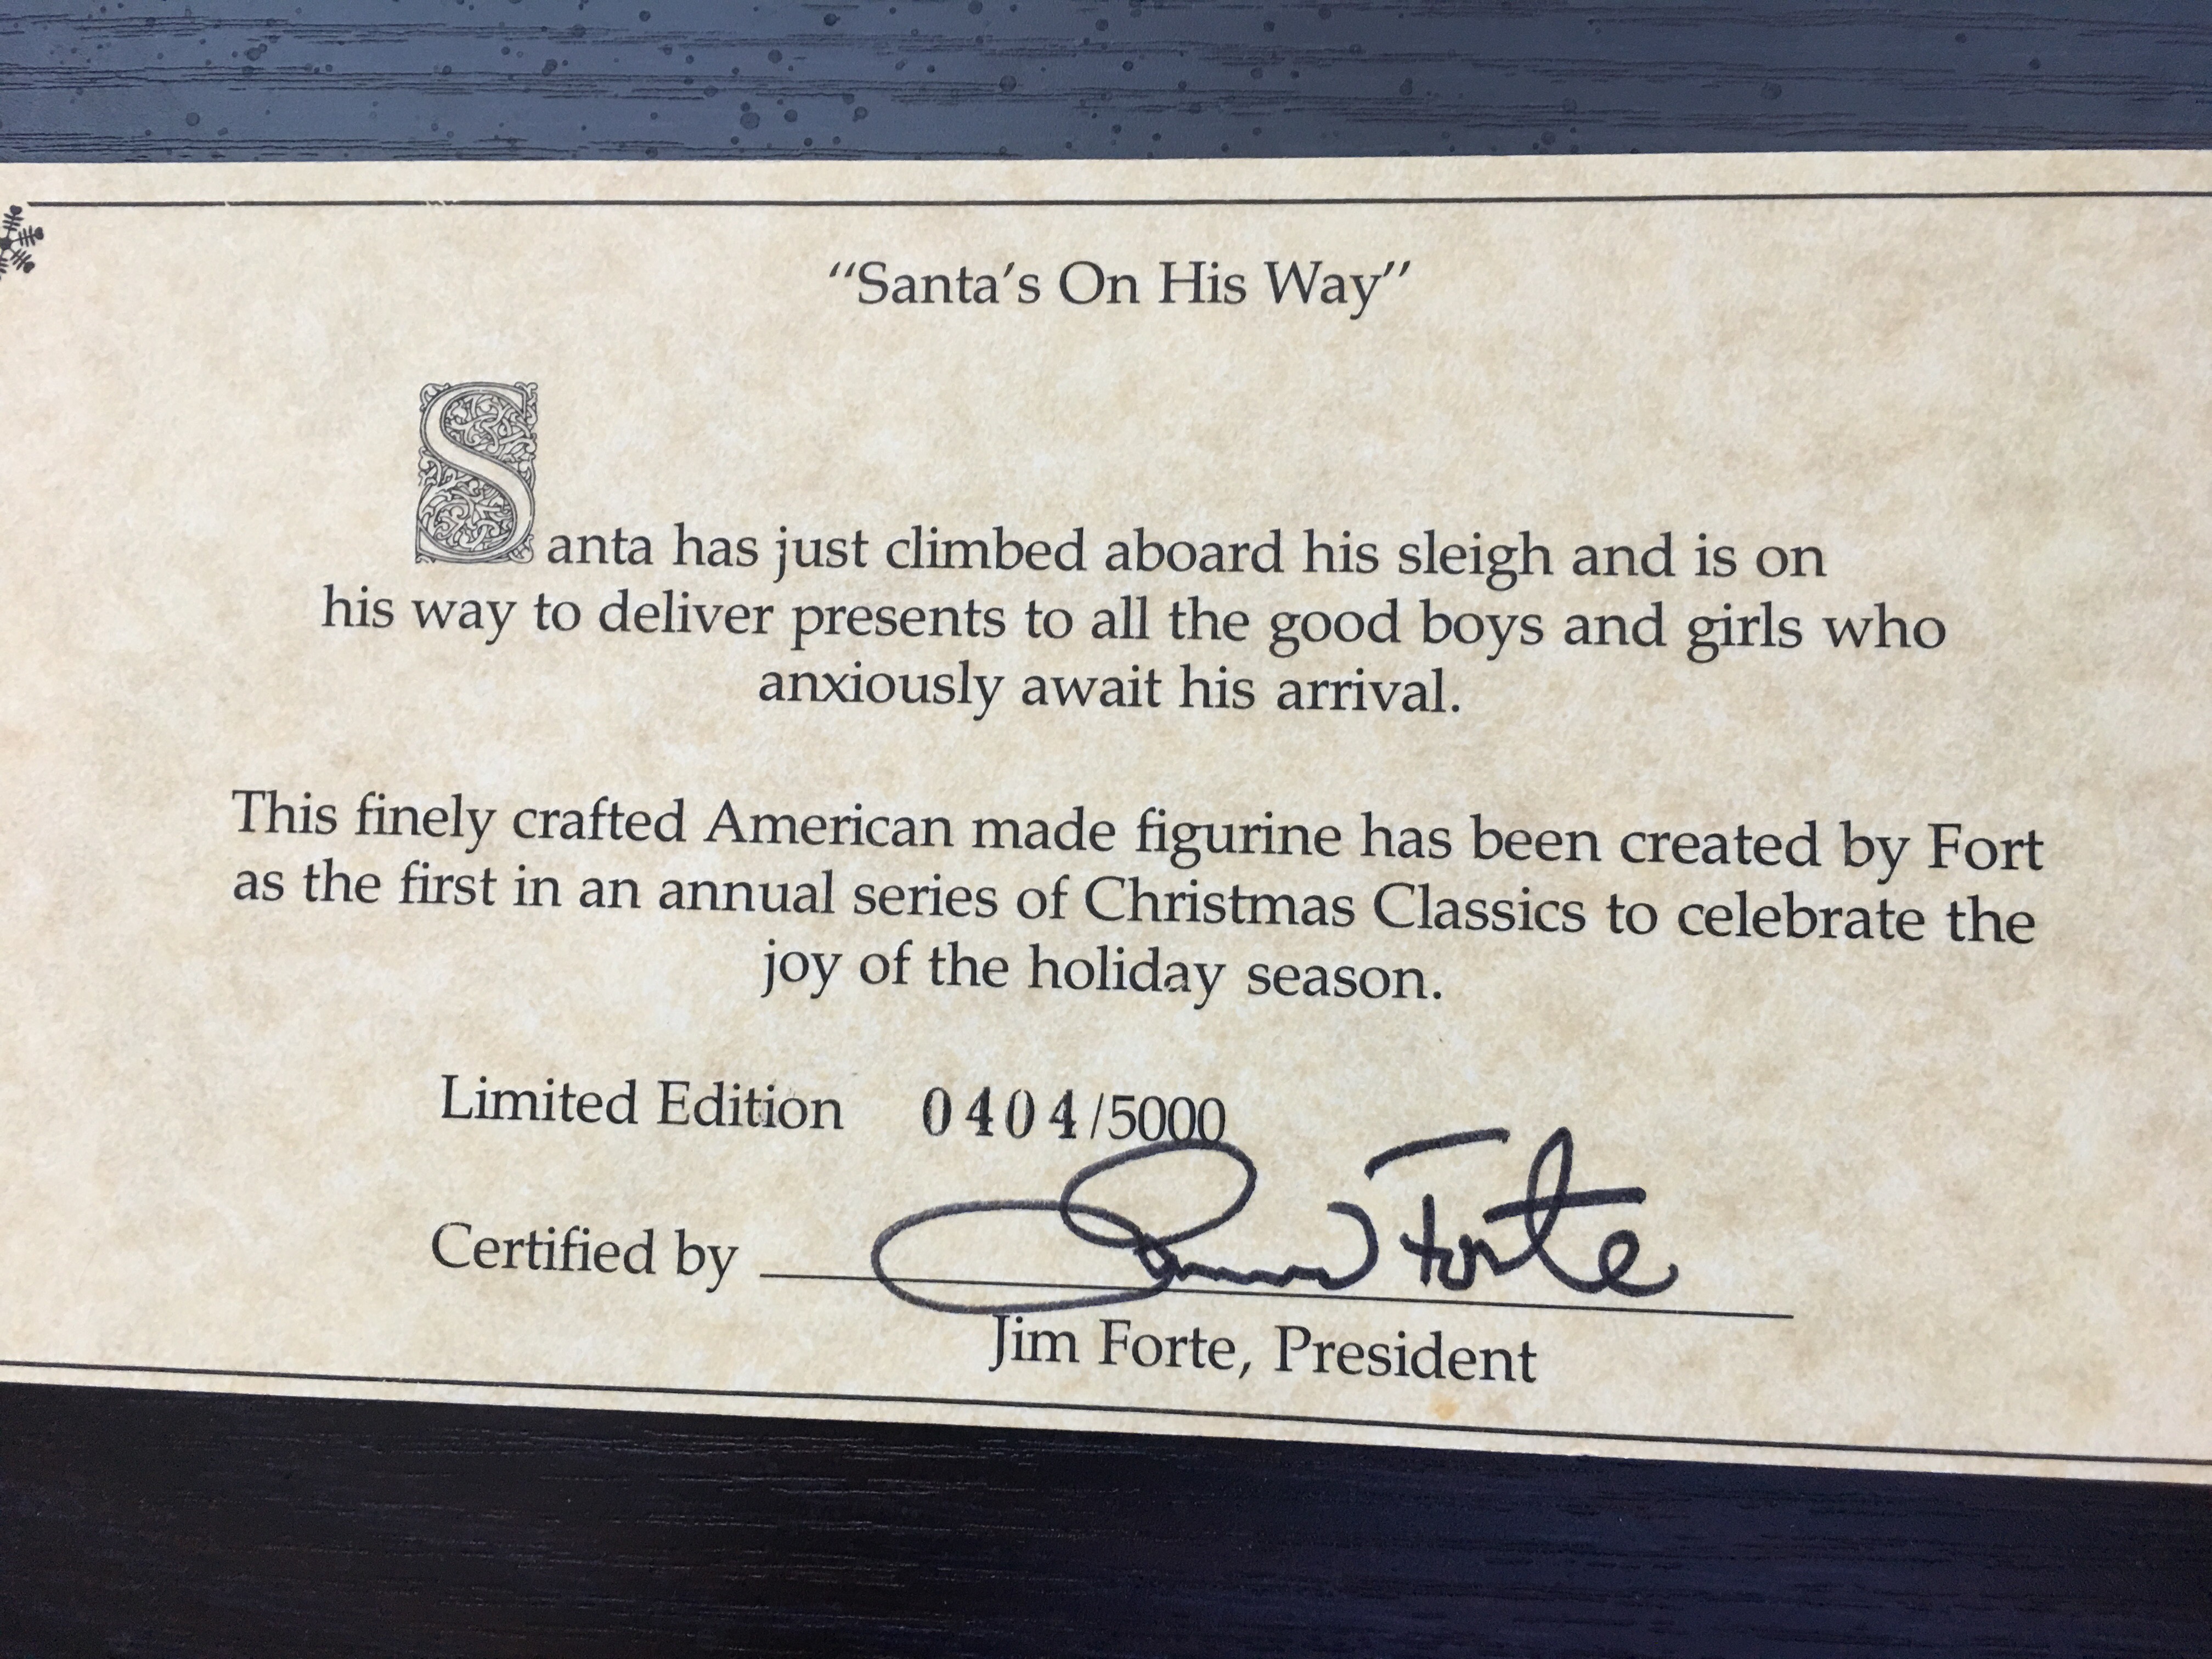 "Santa's On His Way"
Santa has just climbed aboard his sleigh and is on
his way to deliver presents to all the good boys and girls who
anxiously await his arrival.
This finely crafted American made figurine has been created by Fort
as the first in an annual series of Christmas Classics to celebrate the
joy of the holiday season.
Limited Edition 0404/5000
Certified by Jim Forte
Jim Forte, President